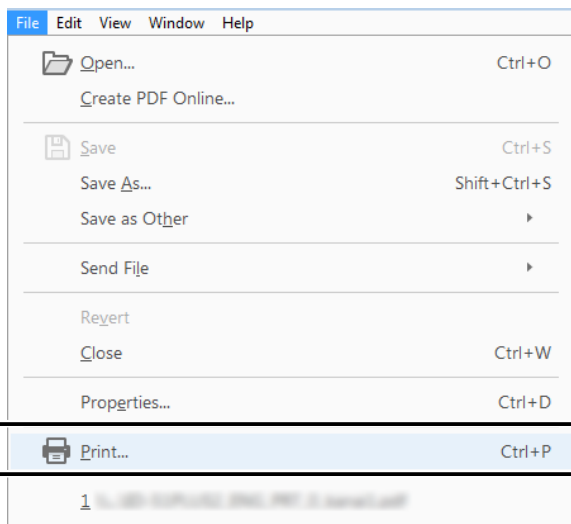 File Edit View Window Help
Open... Ctrl+O
Create PDF Online...
Save Ctrl+S
Save As... Shift+Ctrl+S
Save as Other
Send File
Revert
Close Ctrl+W
Properties... Ctrl+D
Print... Ctrl+P
1